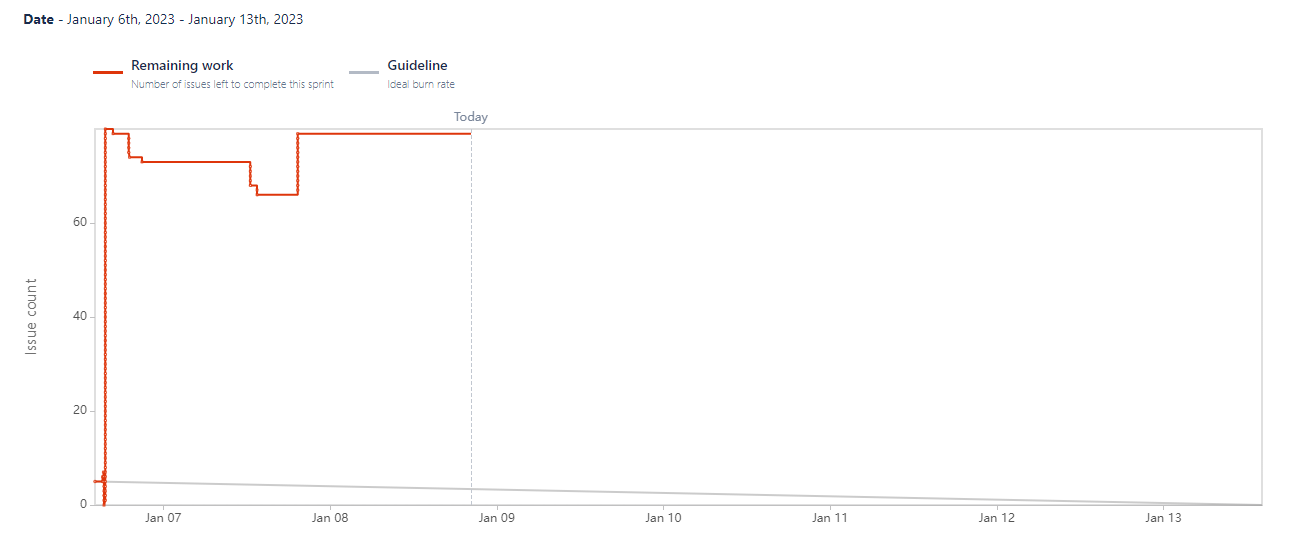 Date - January 6th, 2023 - January 13th, 2023
Remaining work
Number of issues left to complete this sprint
Guideline
Ideal burn rate
Today
60
40
20
0
Issue count
Jan 07
Jan 08
Jan 09
Jan 10
Jan 11
Jan 12
Jan 13